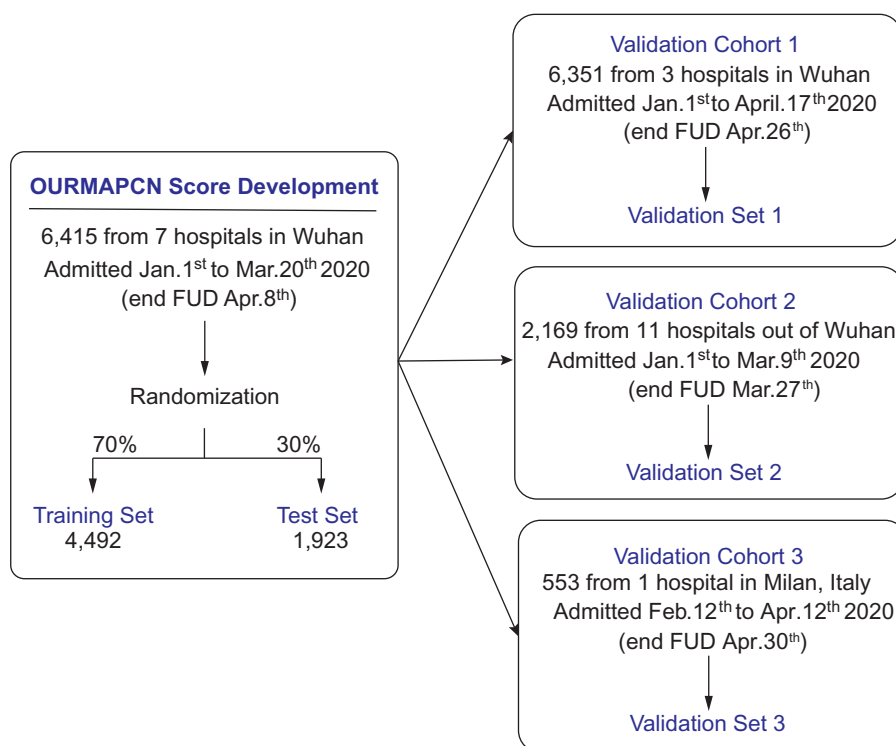 OURMAPCN Score Development
6,415 from 7 hospitals in Wuhan
Admitted Jan.1st to Mar.20th 2020
(end FUD Apr.8th)
Randomization
70% 30%
Training Set Test Set
4,492 1,923
Validation Cohort 1
6,351 from 3 hospitals in Wuhan
Admitted Jan.1st to April.17th 2020
(end FUD Apr.26th)
Validation Set 1
Validation Cohort 2
2,169 from 11 hospitals out of Wuhan
Admitted Jan.1st to Mar.9th 2020
(end FUD Mar.27th)
Validation Set 2
Validation Cohort 3
553 from 1 hospital in Milan, Italy
Admitted Feb.12th to Apr.12th 2020
(end FUD Apr.30th)
Validation Set 3